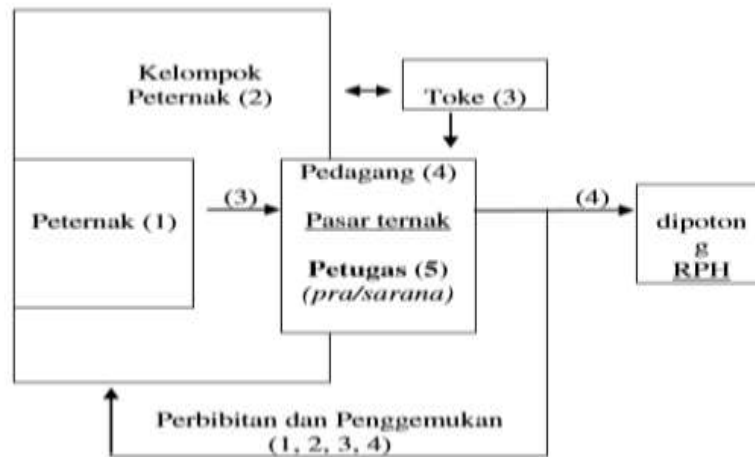 Kelompok
Peternak (2)
Toke (3)
Peternak (1)
(3)
Pedagang (4)
Pasar ternak
Petugas (5)
(pra/sarana)
(4)
dipoton
g
RPH
Perbibitan dan Penggemukan
(1, 2, 3, 4)